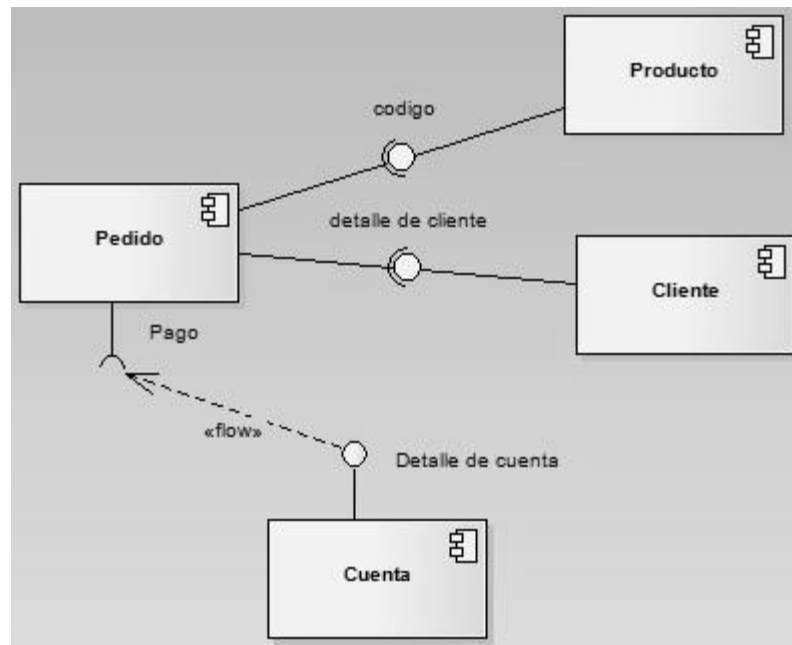 Producto
codigo
Pedido
detalle de cliente
Cliente
Pago
«flow»
Detalle de cuenta
Cuenta